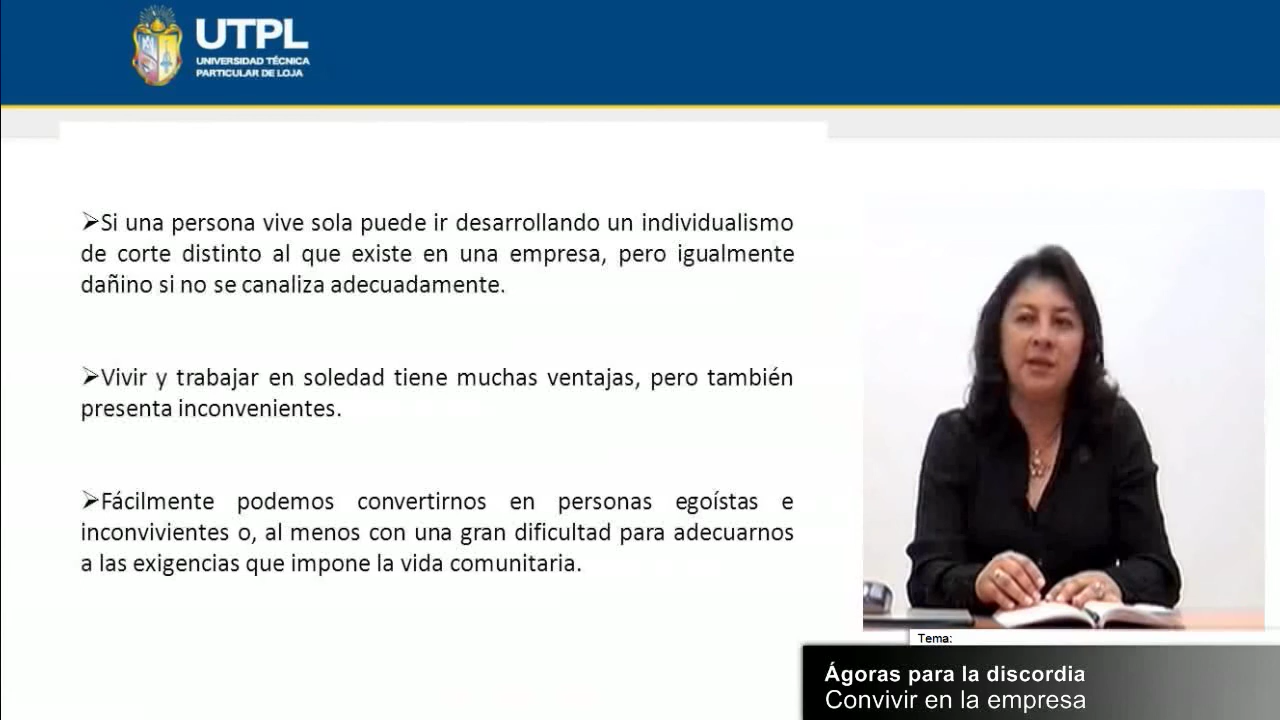 UTPL
UNIVERSIDAD TÉCNICA
PARTICULAR DE LOJA
➢Si una persona vive sola puede ir desarrollando un individualismo
de corte distinto al que existe en una empresa, pero igualmente
dañino si no se canaliza adecuadamente.
➢Vivir y trabajar en soledad tiene muchas ventajas, pero también
presenta inconvenientes.
➢Fácilmente podemos convertirnos en personas egoístas e
inconvivientes o, al menos con una gran dificultad para adecuarnos
a las exigencias que impone la vida comunitaria.
Tema:
Ágoras para la discordia
Convivir en la empresa